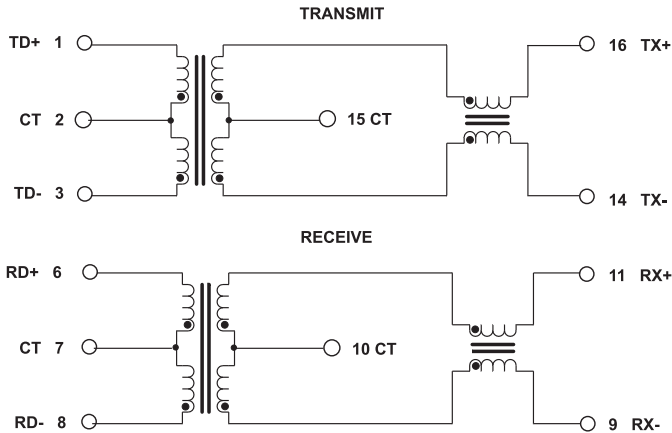 TRANSMIT
TD+ 1
16 TX+
CT 2
15 CT
TD- 3
14 TX-
RECEIVE
RD+ 6
11 RX+
CT 7
10 CT
RD- 8
9 RX-